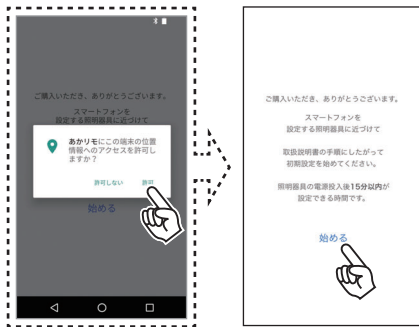 ご購入いただき、ありがとうございます。
スマートフォンを
設定する照明器具に近づけて
あかリモにこの端末の位置
情報へのアクセスを許可し
ますか?
許可しない 許可
始める
ご購入いただき、ありがとうございます。
スマートフォンを
設定する照明器具に近づけて
取扱説明書の手順にしたがって
初期設定を始めてください。
照明器具の電源投入後15分以内が
設定できる時間です。
始める